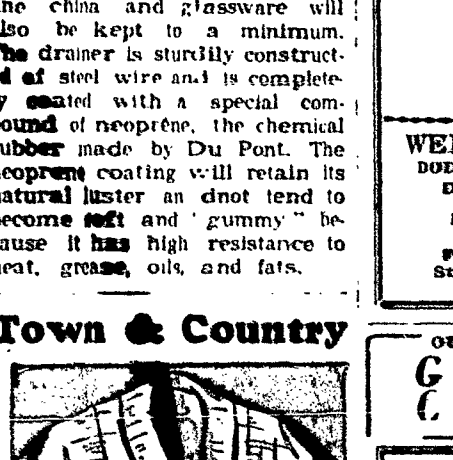 the china and glassware will
also be kept to a minimum.
The drainer is sturdily construct-
ed of steel wire and is complete-
ly coated with a special com-
pound of neoprene, the chemical
rubber made by Du Pont. The
neoprene coating will retain its
natural luster an dnot tend to
become soft and "gummy" be-
cause it has high resistance to
heat, grease, oils, and fats.
Town & Country
WE
DO
St
OU
G
C